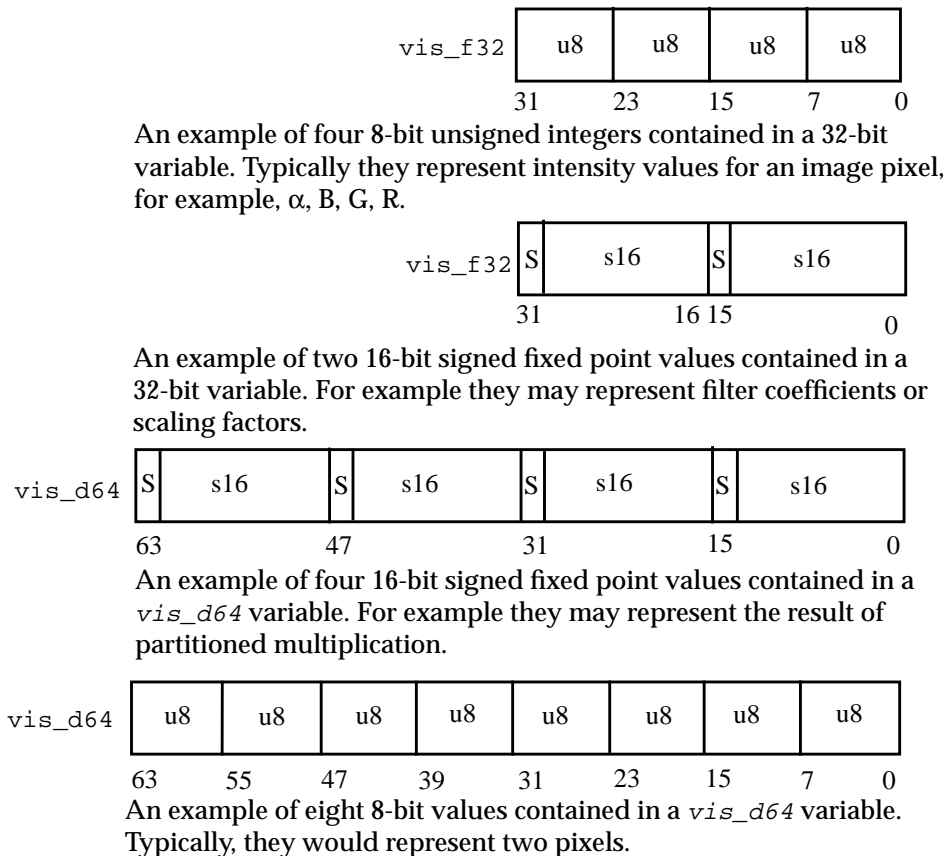 vis_f32 u8 u8 u8 u8
31 23 15 7 0
An example of four 8-bit unsigned integers contained in a 32-bit
variable. Typically they represent intensity values for an image pixel,
for example, α, B, G, R.
vis_f32 S s16 S s16
31 16 15 0
An example of two 16-bit signed fixed point values contained in a
32-bit variable. For example they may represent filter coefficients or
scaling factors.
vis_d64 S s16 S s16 S s16 S s16
63 47 31 15 0
An example of four 16-bit signed fixed point values contained in a
vis_d64 variable. For example they may represent the result of
partitioned multiplication.
vis_d64 u8 u8 u8 u8 u8 u8 u8 u8
63 55 47 39 31 23 15 7 0
An example of eight 8-bit values contained in a vis_d64 variable.
Typically, they would represent two pixels.